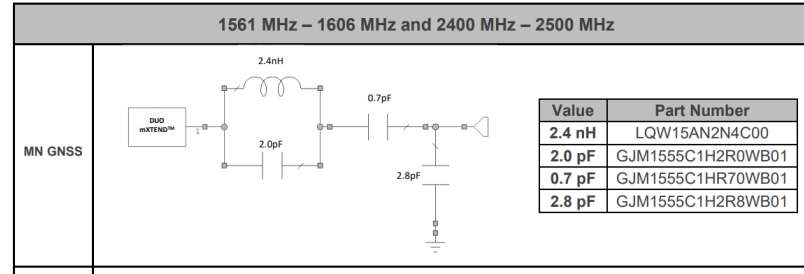 1561 MHz – 1606 MHz and 2400 MHz – 2500 MHz
MN GNSS
2.4nH
DUO
mXTEND™
1
2.0pF
0.7pF
2.8pF
Value Part Number
2.4 nH LQW15AN2N4C00
2.0 pF GJM1555C1H2R0WB01
0.7 pF GJM1555C1HR70WB01
2.8 pF GJM1555C1H2R8WB01